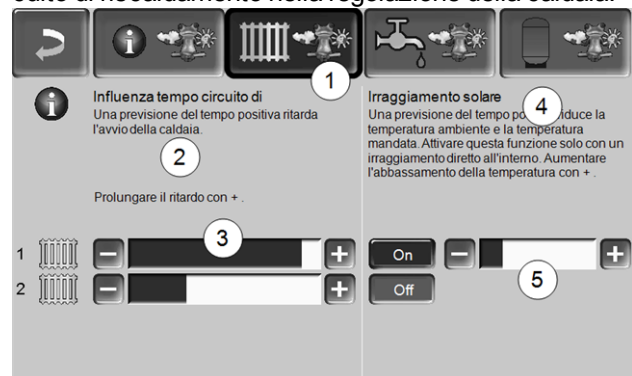 cuito di riscaldamento nella regolazione della caldaia.
1
Influenza tempo circuito di
Una previsione del tempo positiva ritarda
l'avvio della caldaia.
2
Prolungare il ritardo con + .
Irraggiamento solare
4
Una previsione del tempo la
temperatura ambiente e la temperatura
mandata. Attivare questa funzione solo con un
irraggiamento diretto all'interno. Aumentare
l'abbassamento della temperatura con + .
3
1
On
5
2
Off